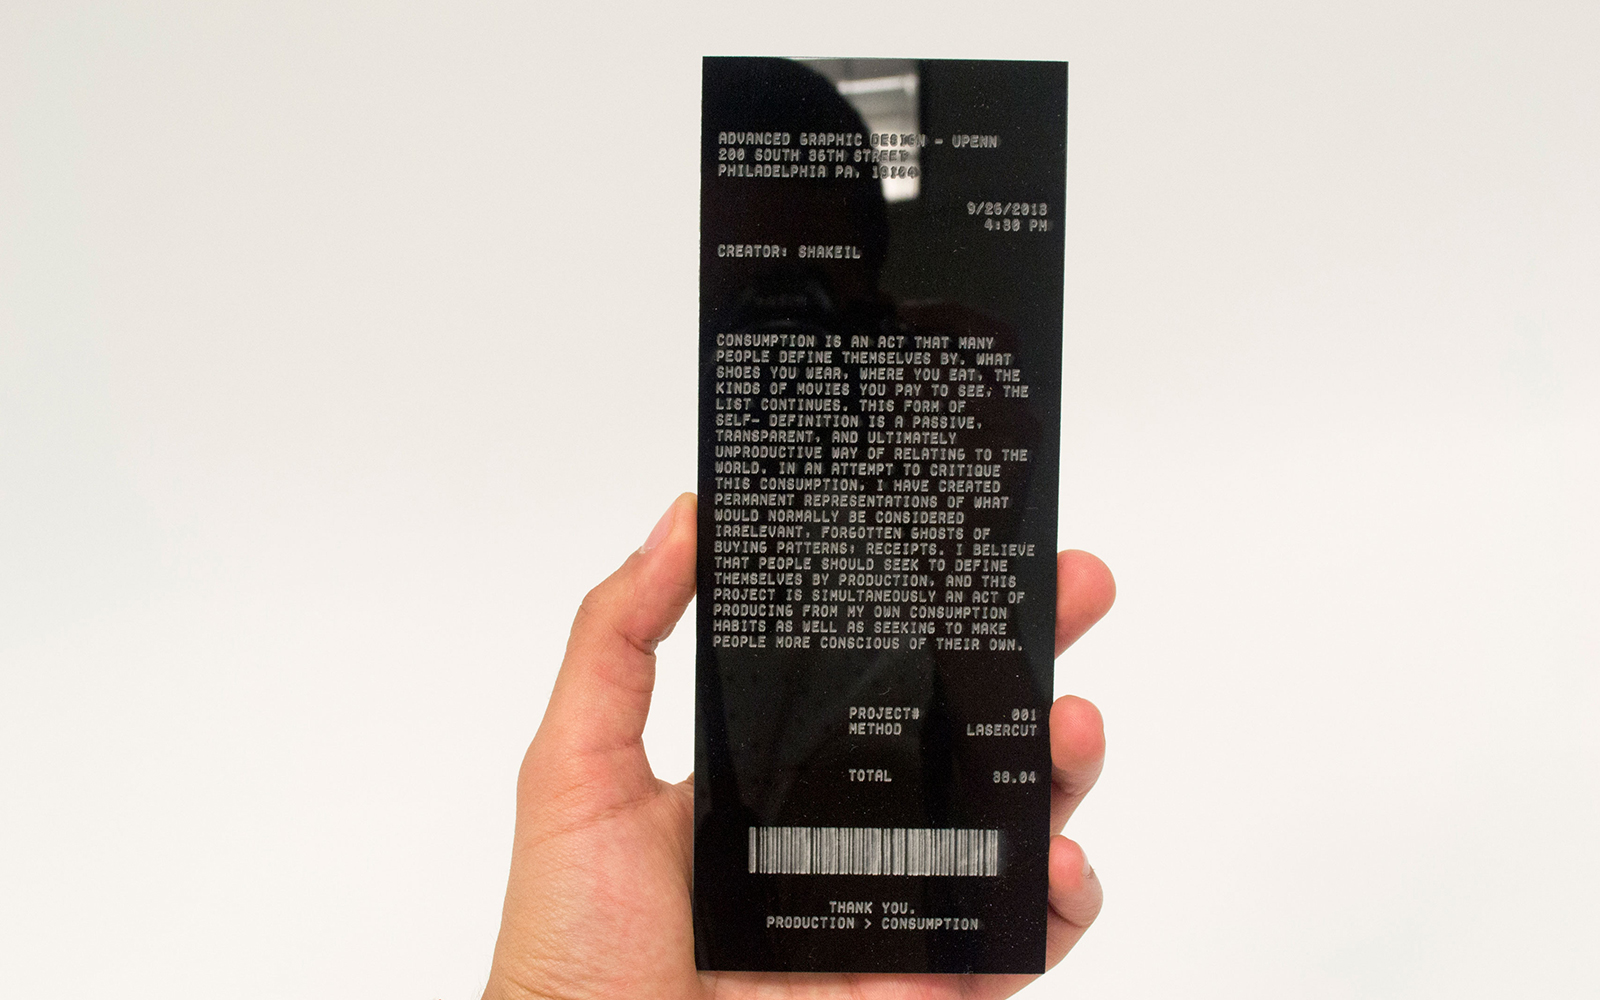 ADVANCED GRAPHIC DESIGN - UPENN
200 SOUTH 36TH STREET
PHILADELPHIA PA, 19104
9/26/2013
4:30 PM
CREATOR: SHAKEIL
CONSUMPTION IS AN ACT THAT MANY
PEOPLE DEFINE THEMSELVES BY. WHAT
SHOES YOU WEAR, WHERE YOU EAT, THE
KINDS OF MOVIES YOU PAY TO SEE, THE
LIST CONTINUES. THIS FORM OF
SELF- DEFINITION IS A PASSIVE,
TRANSPARENT, AND ULTIMATELY
UNPRODUCTIVE WAY OF RELATING TO THE
WORLD. IN AN ATTEMPT TO CRITIQUE
THIS CONSUMPTION, I HAVE CREATED
PERMANENT REPRESENTATIONS OF WHAT
WOULD NORMALLY BE CONSIDERED
IRRELEVANT, FORGOTTEN GHOSTS OF
BUYING PATTERNS: RECEIPTS. I BELIEVE
THAT PEOPLE SHOULD SEEK TO DEFINE
THEMSELVES BY PRODUCTION, AND THIS
PROJECT IS SIMULTANEOUSLY AN ACT OF
PRODUCING FROM MY OWN CONSUMPTION
HABITS AS WELL AS SEEKING TO MAKE
PEOPLE MORE CONSCIOUS OF THEIR OWN.
PROJECT# 001
METHOD LASERCUT
TOTAL 38.04
THANK YOU.
PRODUCTION > CONSUMPTION